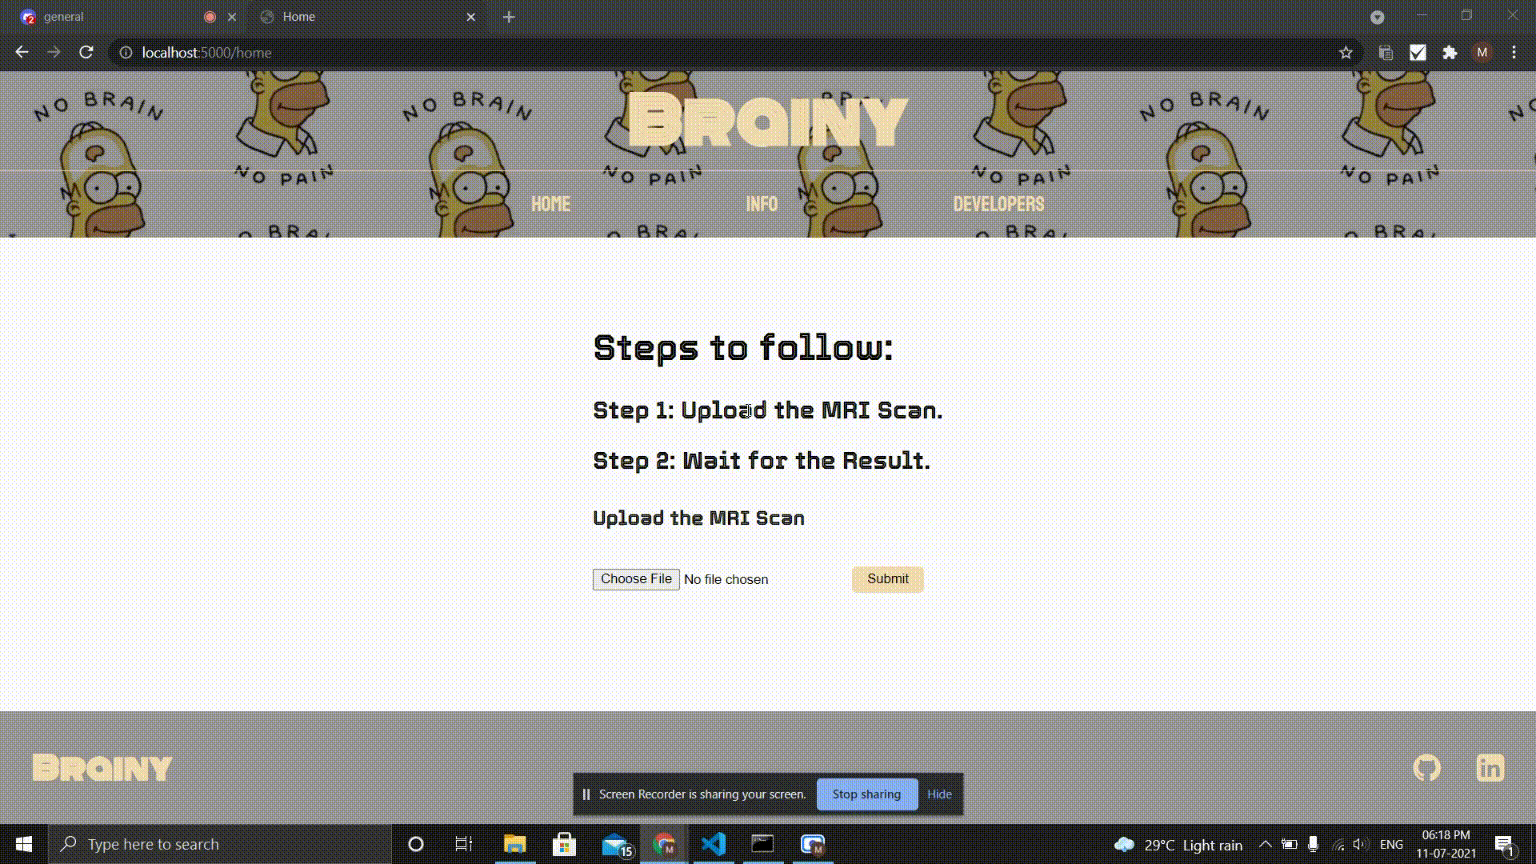 general
Home
localhost:5000/home
M
NO BRAIN
NO BRAIN
NO BRAIN
NO BRAIN
Brainy
NO PAIN
NO PAIN
NO PAIN
NO PAIN
HOME
INFO
DEVELOPERS
Steps to follow:
Step 1: Upload the MRI Scan.
Step 2: Wait for the Result.
Upload the MRI Scan
Choose File No file chosen
Submit
Brainy
in
Screen Recorder is sharing your screen.
Stop sharing
Hide
Type here to search
15
29°C Light rain
ENG
06:18 PM
11-07-2021
1